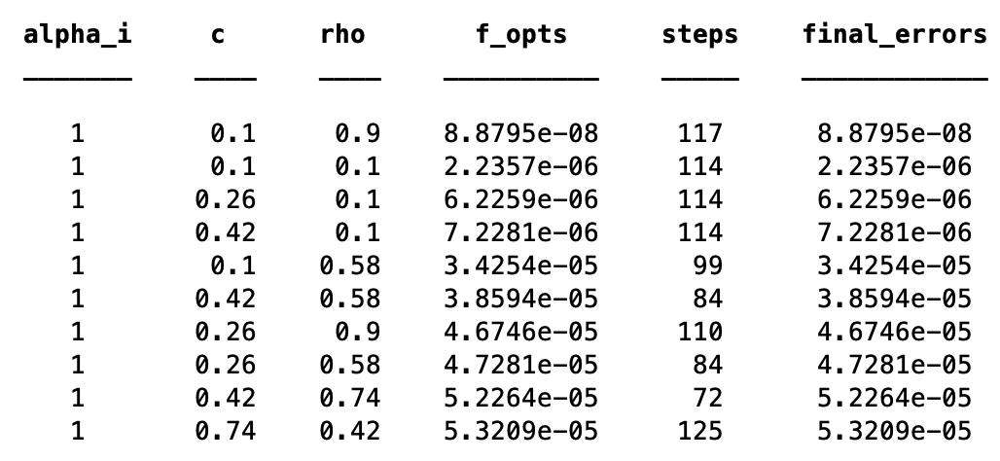 alpha_i c rho f_opts steps final_errors
1 0.1 0.9 8.8795e-08 117 8.8795e-08
1 0.1 0.1 2.2357e-06 114 2.2357e-06
1 0.26 0.1 6.2259e-06 114 6.2259e-06
1 0.42 0.1 7.2281e-06 114 7.2281e-06
1 0.1 0.58 3.4254e-05 99 3.4254e-05
1 0.42 0.58 3.8594e-05 84 3.8594e-05
1 0.26 0.9 4.6746e-05 110 4.6746e-05
1 0.26 0.58 4.7281e-05 84 4.7281e-05
1 0.42 0.74 5.2264e-05 72 5.2264e-05
1 0.74 0.42 5.3209e-05 125 5.3209e-05